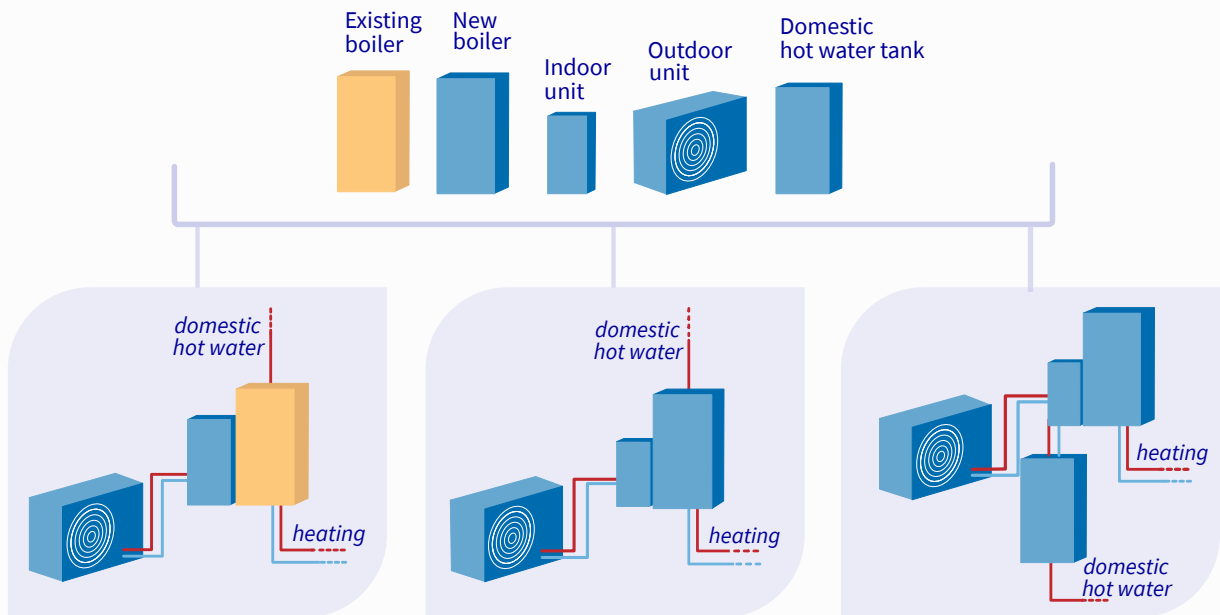 Existing
boiler
New
boiler
Indoor
unit
Outdoor
unit
Domestic
hot water tank
domestic
hot water
heating
domestic
hot water
heating
heating
domestic
hot water